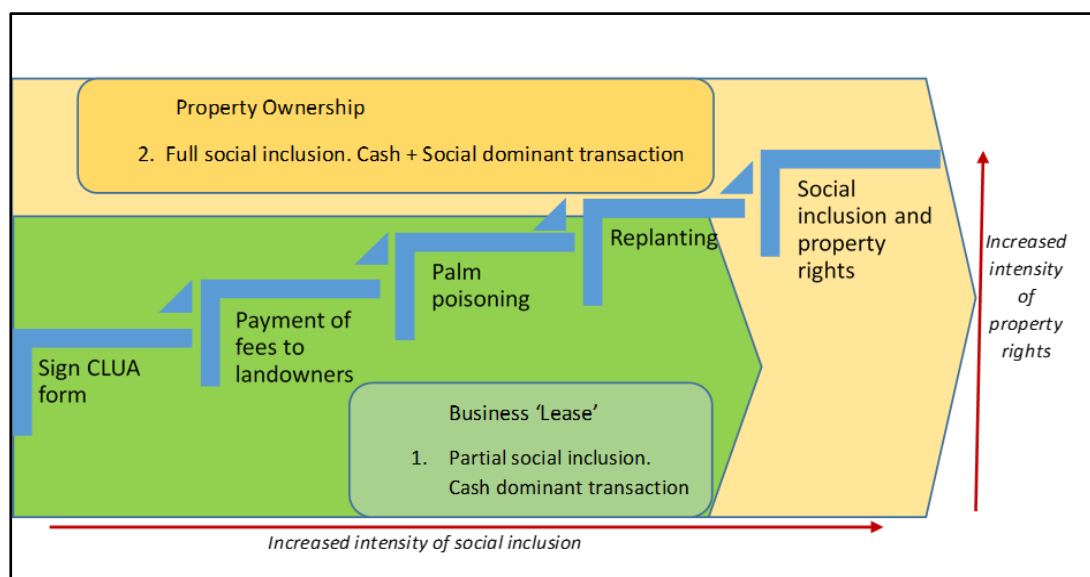 Property Ownership
2. Full social inclusion. Cash + Social dominant transaction
Sign CLUA
form
Payment of
fees to
landowners
Palm
poisoning
Replanting
Social
inclusion and
property
rights
Business ‘Lease’
1. Partial social inclusion.
Cash dominant transaction
Increased intensity of social inclusion
Increased
intensity
of
property
rights